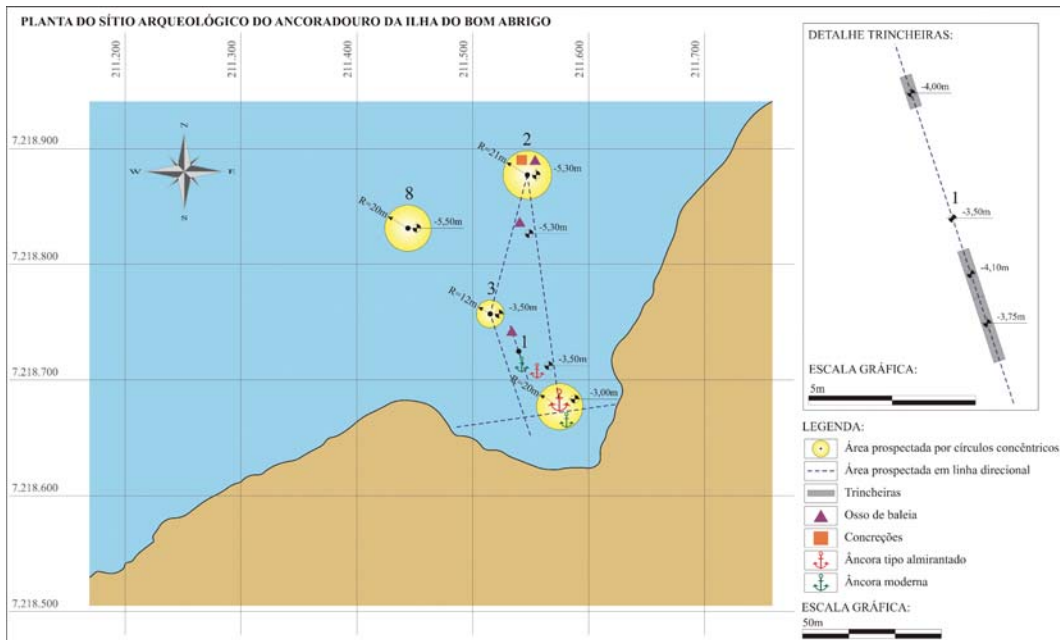 PLANTA DO SÍTIO ARQUEOLÓGICO DO ANCORADOURO DA ILHA DO BOM ABRIGO
211.200
211.300
211.400
211.500
211.600
211.700
7,218.900
7,218.800
7,218.700
7,218.600
7,218.500
N
W
E
S
2
R=21m
-5,30m
8
R=20m
-5,50m
-5,30m
3
R=12m
-3,50m
1
-3,50m
R=20m
-3,00m
DETALHE TRINCHEIRAS:
-4,00m
1
-3,50m
-4,10m
-3,75m
ESCALA GRÁFICA:
5m
LEGENDA:
Área prospectada por círculos concêntricos
Área prospectada em linha direcional
Trincheiras
Osso de baleia
Concreções
Âncora tipo almirantado
Âncora moderna
ESCALA GRÁFICA:
50m